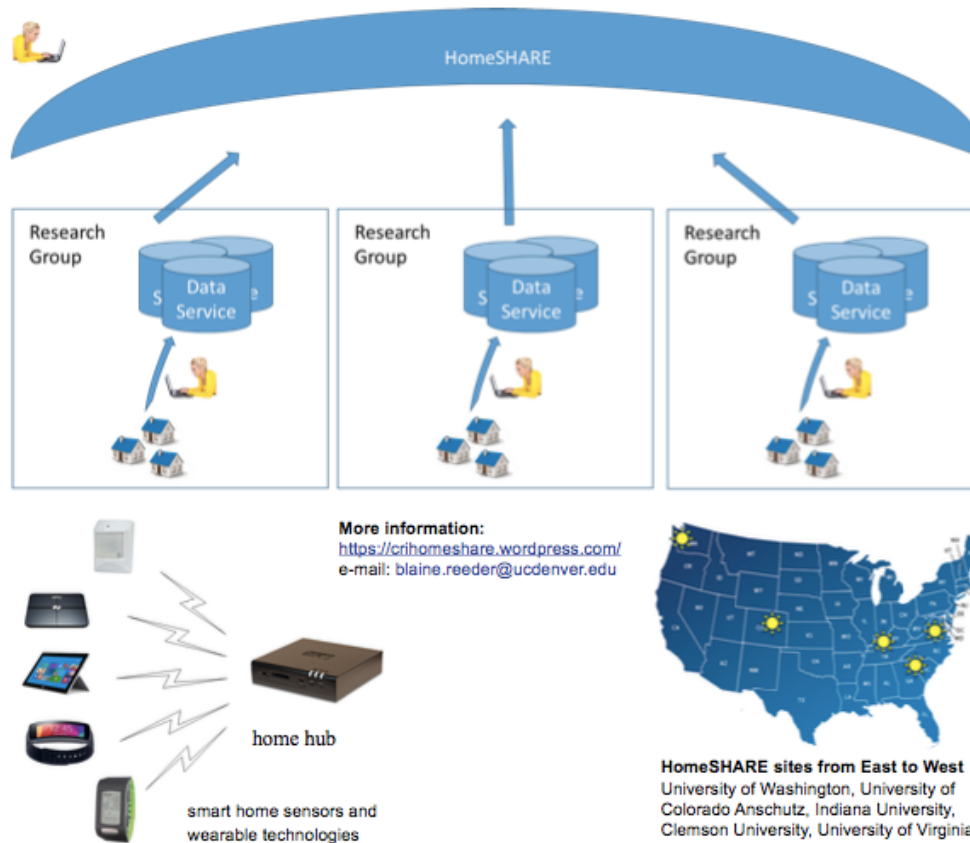 HomeSHARE
Research
Group
Data
Service
Research
Group
Data
Service
Research
Group
Data
Service
More information:
https://crihomeshare.wordpress.com/
e-mail: blaine.reeder@ucdenver.edu
home hub
smart home sensors and
wearable technologies
HomeSHARE sites from East to West
University of Washington, University of
Colorado Anschutz, Indiana University,
Clemson University, University of Virginia